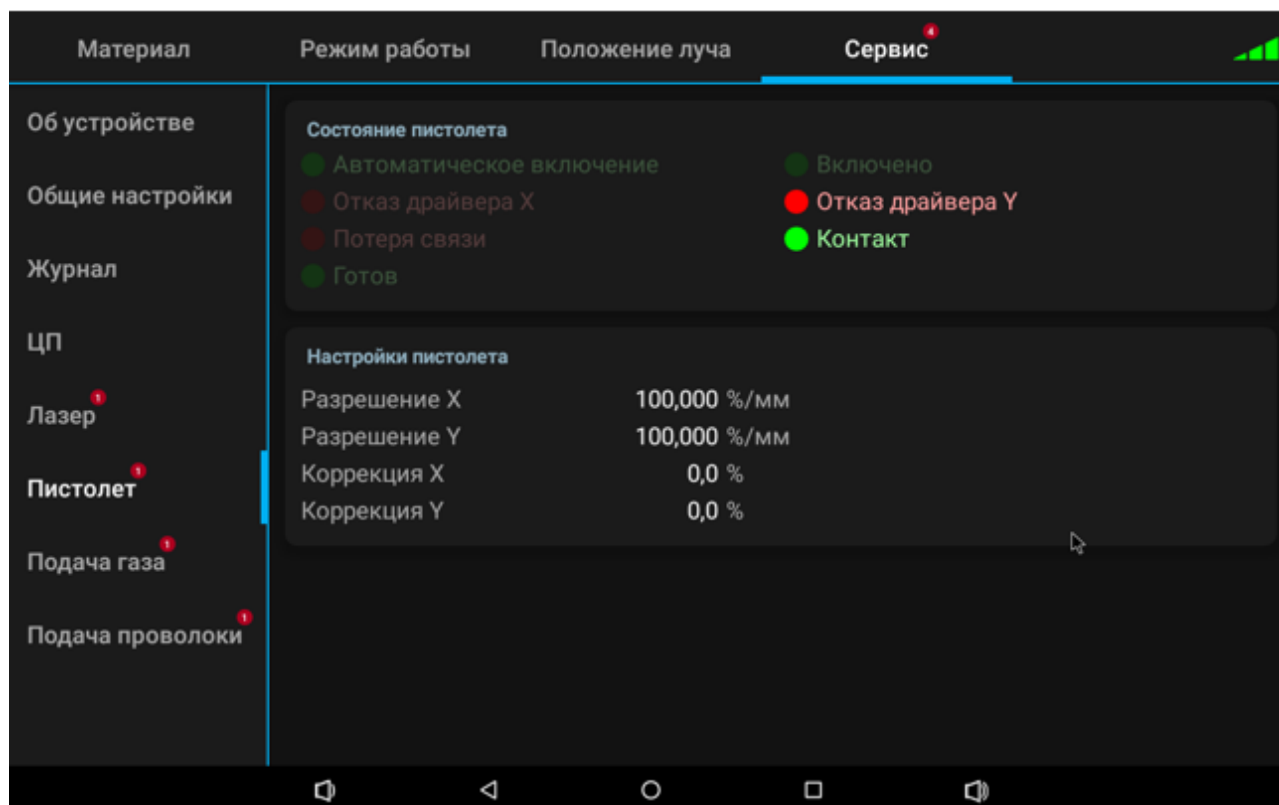 Материал Режим работы Положение луча Сервис 4
Об устройстве
Общие настройки
Журнал
ЦП
Лазер 1
Пистолет 1
Подача газа 1
Подача проволоки 1
Состояние пистолета
Автоматическое включение Включено
Отказ драйвера X Отказ драйвера Y
Потеря связи Контакт
Готов
Настройки пистолета
Разрешение X 100,000 %/мм
Разрешение Y 100,000 %/мм
Коррекция X 0,0 %
Коррекция Y 0,0 %